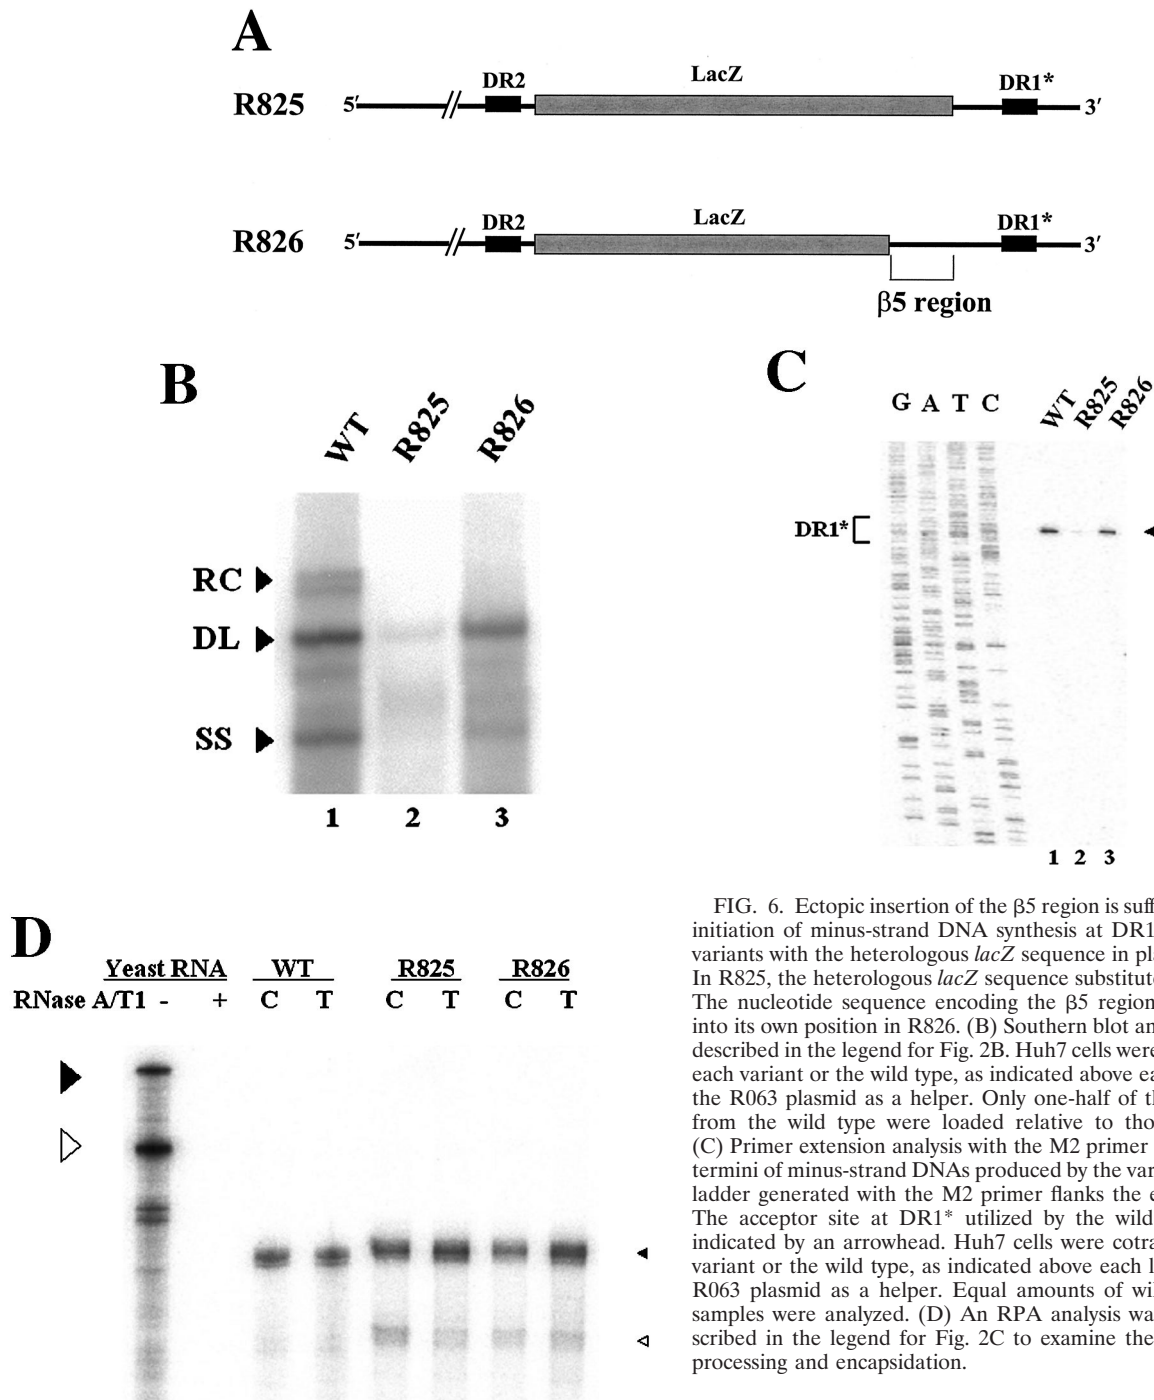 A
R825 5′ DR2 LacZ DR1* 3′
R826 5′ DR2 LacZ DR1* 3′
β5 region
B
WT R825 R826
RC
DL
SS
1 2 3
C
G A T C WT R825 R826
DR1*
1 2 3
D
Yeast RNA WT R825 R826
RNase A/T1 - + C T C T C T
FIG. 6. Ectopic insertion of the β5 region is suff
initiation of minus-strand DNA synthesis at DR1
variants with the heterologous lacZ sequence in pl
In R825, the heterologous lacZ sequence substitut
The nucleotide sequence encoding the β5 region
into its own position in R826. (B) Southern blot an
described in the legend for Fig. 2B. Huh7 cells were
each variant or the wild type, as indicated above ea
the R063 plasmid as a helper. Only one-half of t
from the wild type were loaded relative to tho
(C) Primer extension analysis with the M2 primer
termini of minus-strand DNAs produced by the var
ladder generated with the M2 primer flanks the e
The acceptor site at DR1* utilized by the wild
indicated by an arrowhead. Huh7 cells were cotra
variant or the wild type, as indicated above each l
R063 plasmid as a helper. Equal amounts of wil
samples were analyzed. (D) An RPA analysis wa
scribed in the legend for Fig. 2C to examine the
processing and encapsidation.